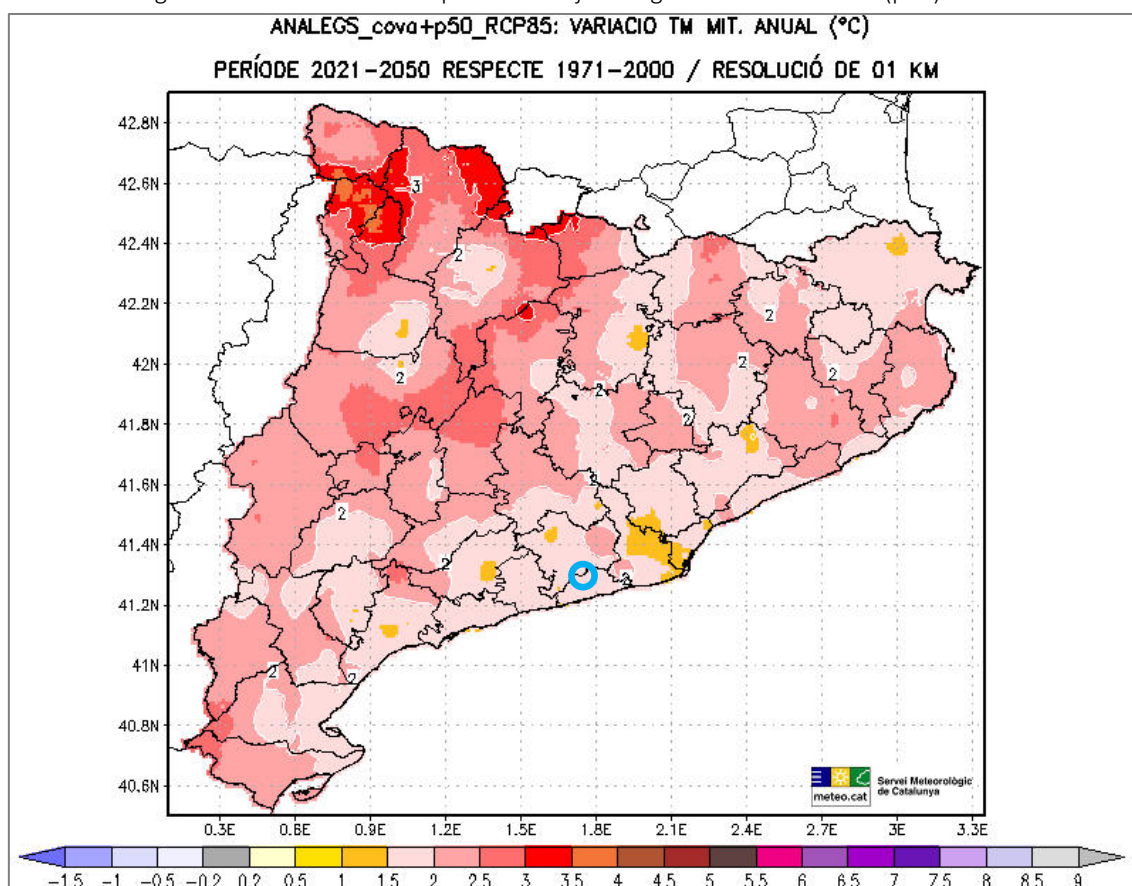 ANALEGS_cova+p50_RCP85: VARIACIO TM MIT. ANUAL (ºC)
PERÍODE 2021-2050 RESPECTE 1971-2000 / RESOLUCIÓ DE 01 KM
42.8N
42.6N
42.4N
42.2N
42N
41.8N
41.6N
41.4N
41.2N
41N
40.8N
40.6N
3
2
2
2
2
2
2
2
2
2
2
2
2
2
Servei Meteorològic
de Catalunya
meteo.cat
0.3E 0.6E 0.9E 1.2E 1.5E 1.8E 2.1E 2.4E 2.7E 3E 3.3E
-1.5 -1 -0.5 -0.2 0.2 0.5 1 1.5 2 2.5 3 3.5 4 4.5 5 5.5 6 6.5 7 7.5 8 8.5 9